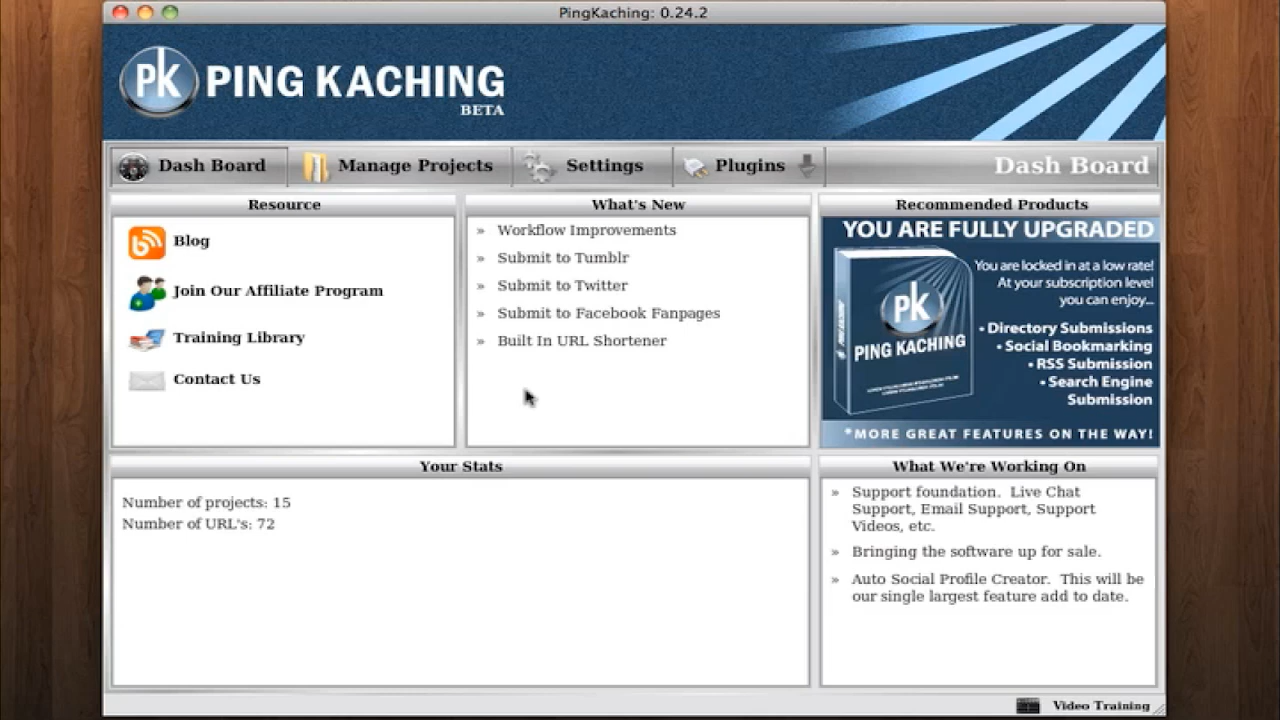 PingKaching: 0.24.2
pk PING KACHING
BETA
Dash Board
Manage Projects
Settings
Plugins
Dash Board
Resource
Blog
Join Our Affiliate Program
Training Library
Contact Us
What's New
» Workflow Improvements
» Submit to Tumblr
» Submit to Twitter
» Submit to Facebook Fanpages
» Built In URL Shortener
Recommended Products
YOU ARE FULLY UPGRADED
pk
PING KACHING
You are locked in at a low rate!
At your subscription level
you can enjoy...
• Directory Submissions
• Social Bookmarking
• RSS Submission
• Search Engine
Submission
*MORE GREAT FEATURES ON THE WAY!
Your Stats
Number of projects: 15
Number of URL's: 72
What We're Working On
» Support foundation. Live Chat
Support, Email Support, Support
Videos, etc.
» Bringing the software up for sale.
» Auto Social Profile Creator. This will be
our single largest feature add to date.
Video Training